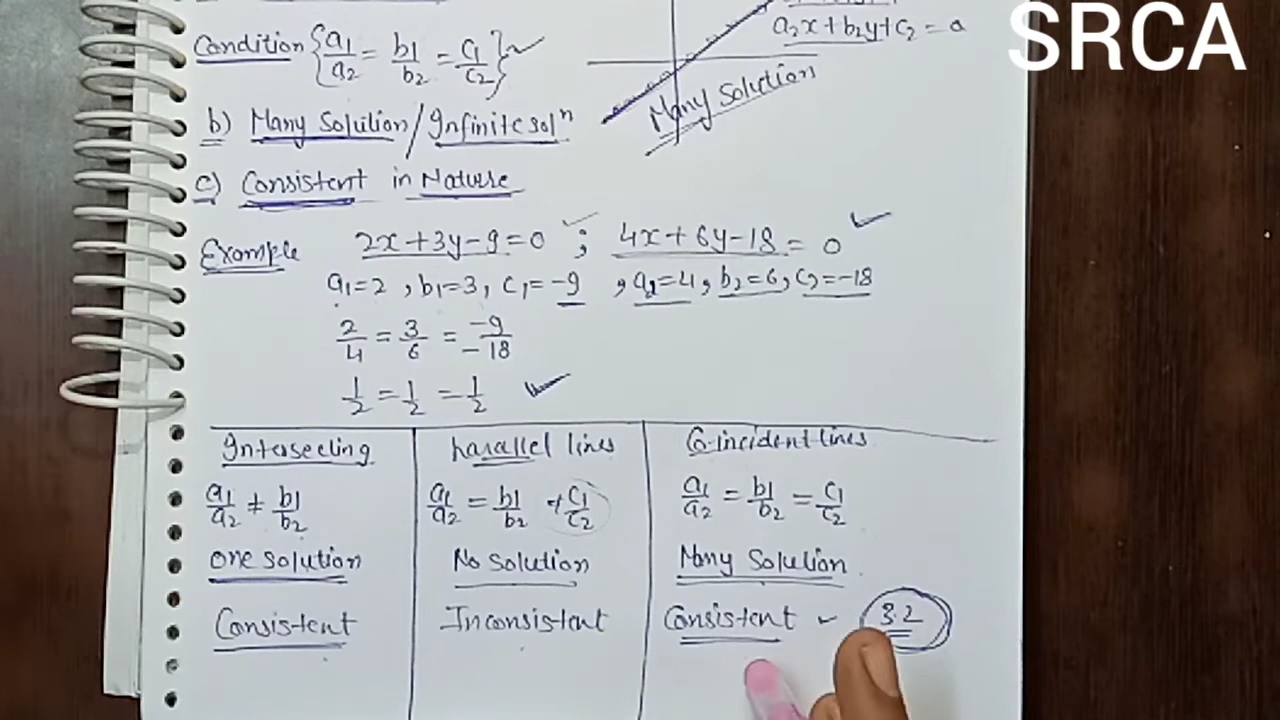 SRCA
a2x+b2y+c2=0
Condition {a1/a2 = b1/b2 = c1/c2}
Many Solution
b) Many Solution/Infinite solⁿ
c) Consistent in Nature
Example 2x+3y-9=0 ; 4x+6y-18=0
a1=2, b1=3, c1=-9, a2=4, b2=6, c2=-18
2/4 = 3/6 = -9/-18
1/2 = 1/2 = 1/2
Intersecting Parallel lines Co-incident lines
a1/a2 ≠ b1/b2 a1/a2 = b1/b2 ≠ c1/c2 a1/a2 = b1/b2 = c1/c2
One solution No solution Many Solution
Consistent Inconsistent Consistent 3.2